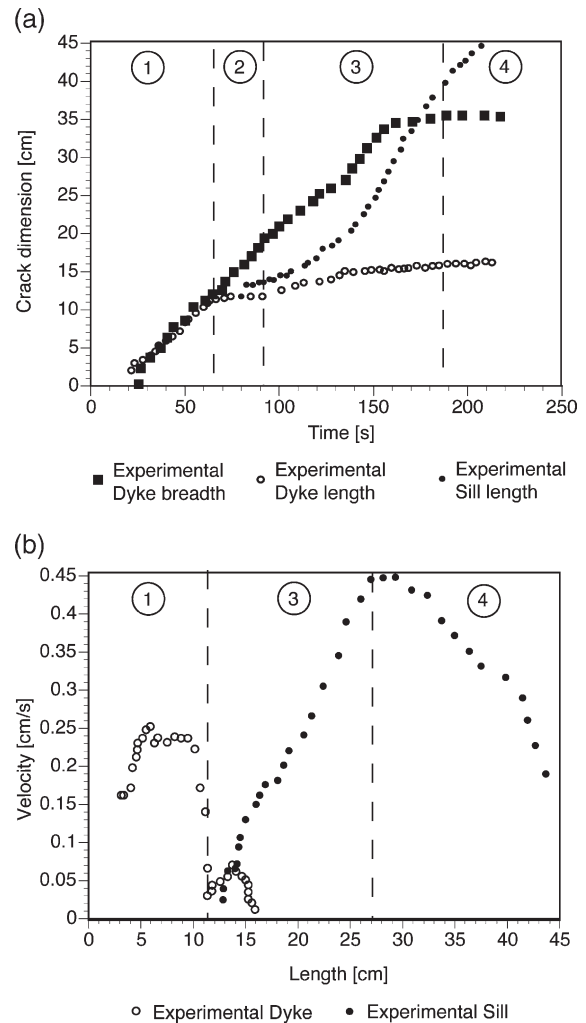 (a)
45
40
35
30
25
20
15
10
5
0
Crack dimension [cm]
1 2 3 4
0 50 100 150 200 250
Time [s]
Experimental Dyke breadth
Experimental Dyke length
Experimental Sill length
(b)
0.45
0.4
0.35
0.3
0.25
0.2
0.15
0.1
0.05
0
Velocity [cm/s]
1 3 4
0 5 10 15 20 25 30 35 40 45
Length [cm]
Experimental Dyke
Experimental Sill